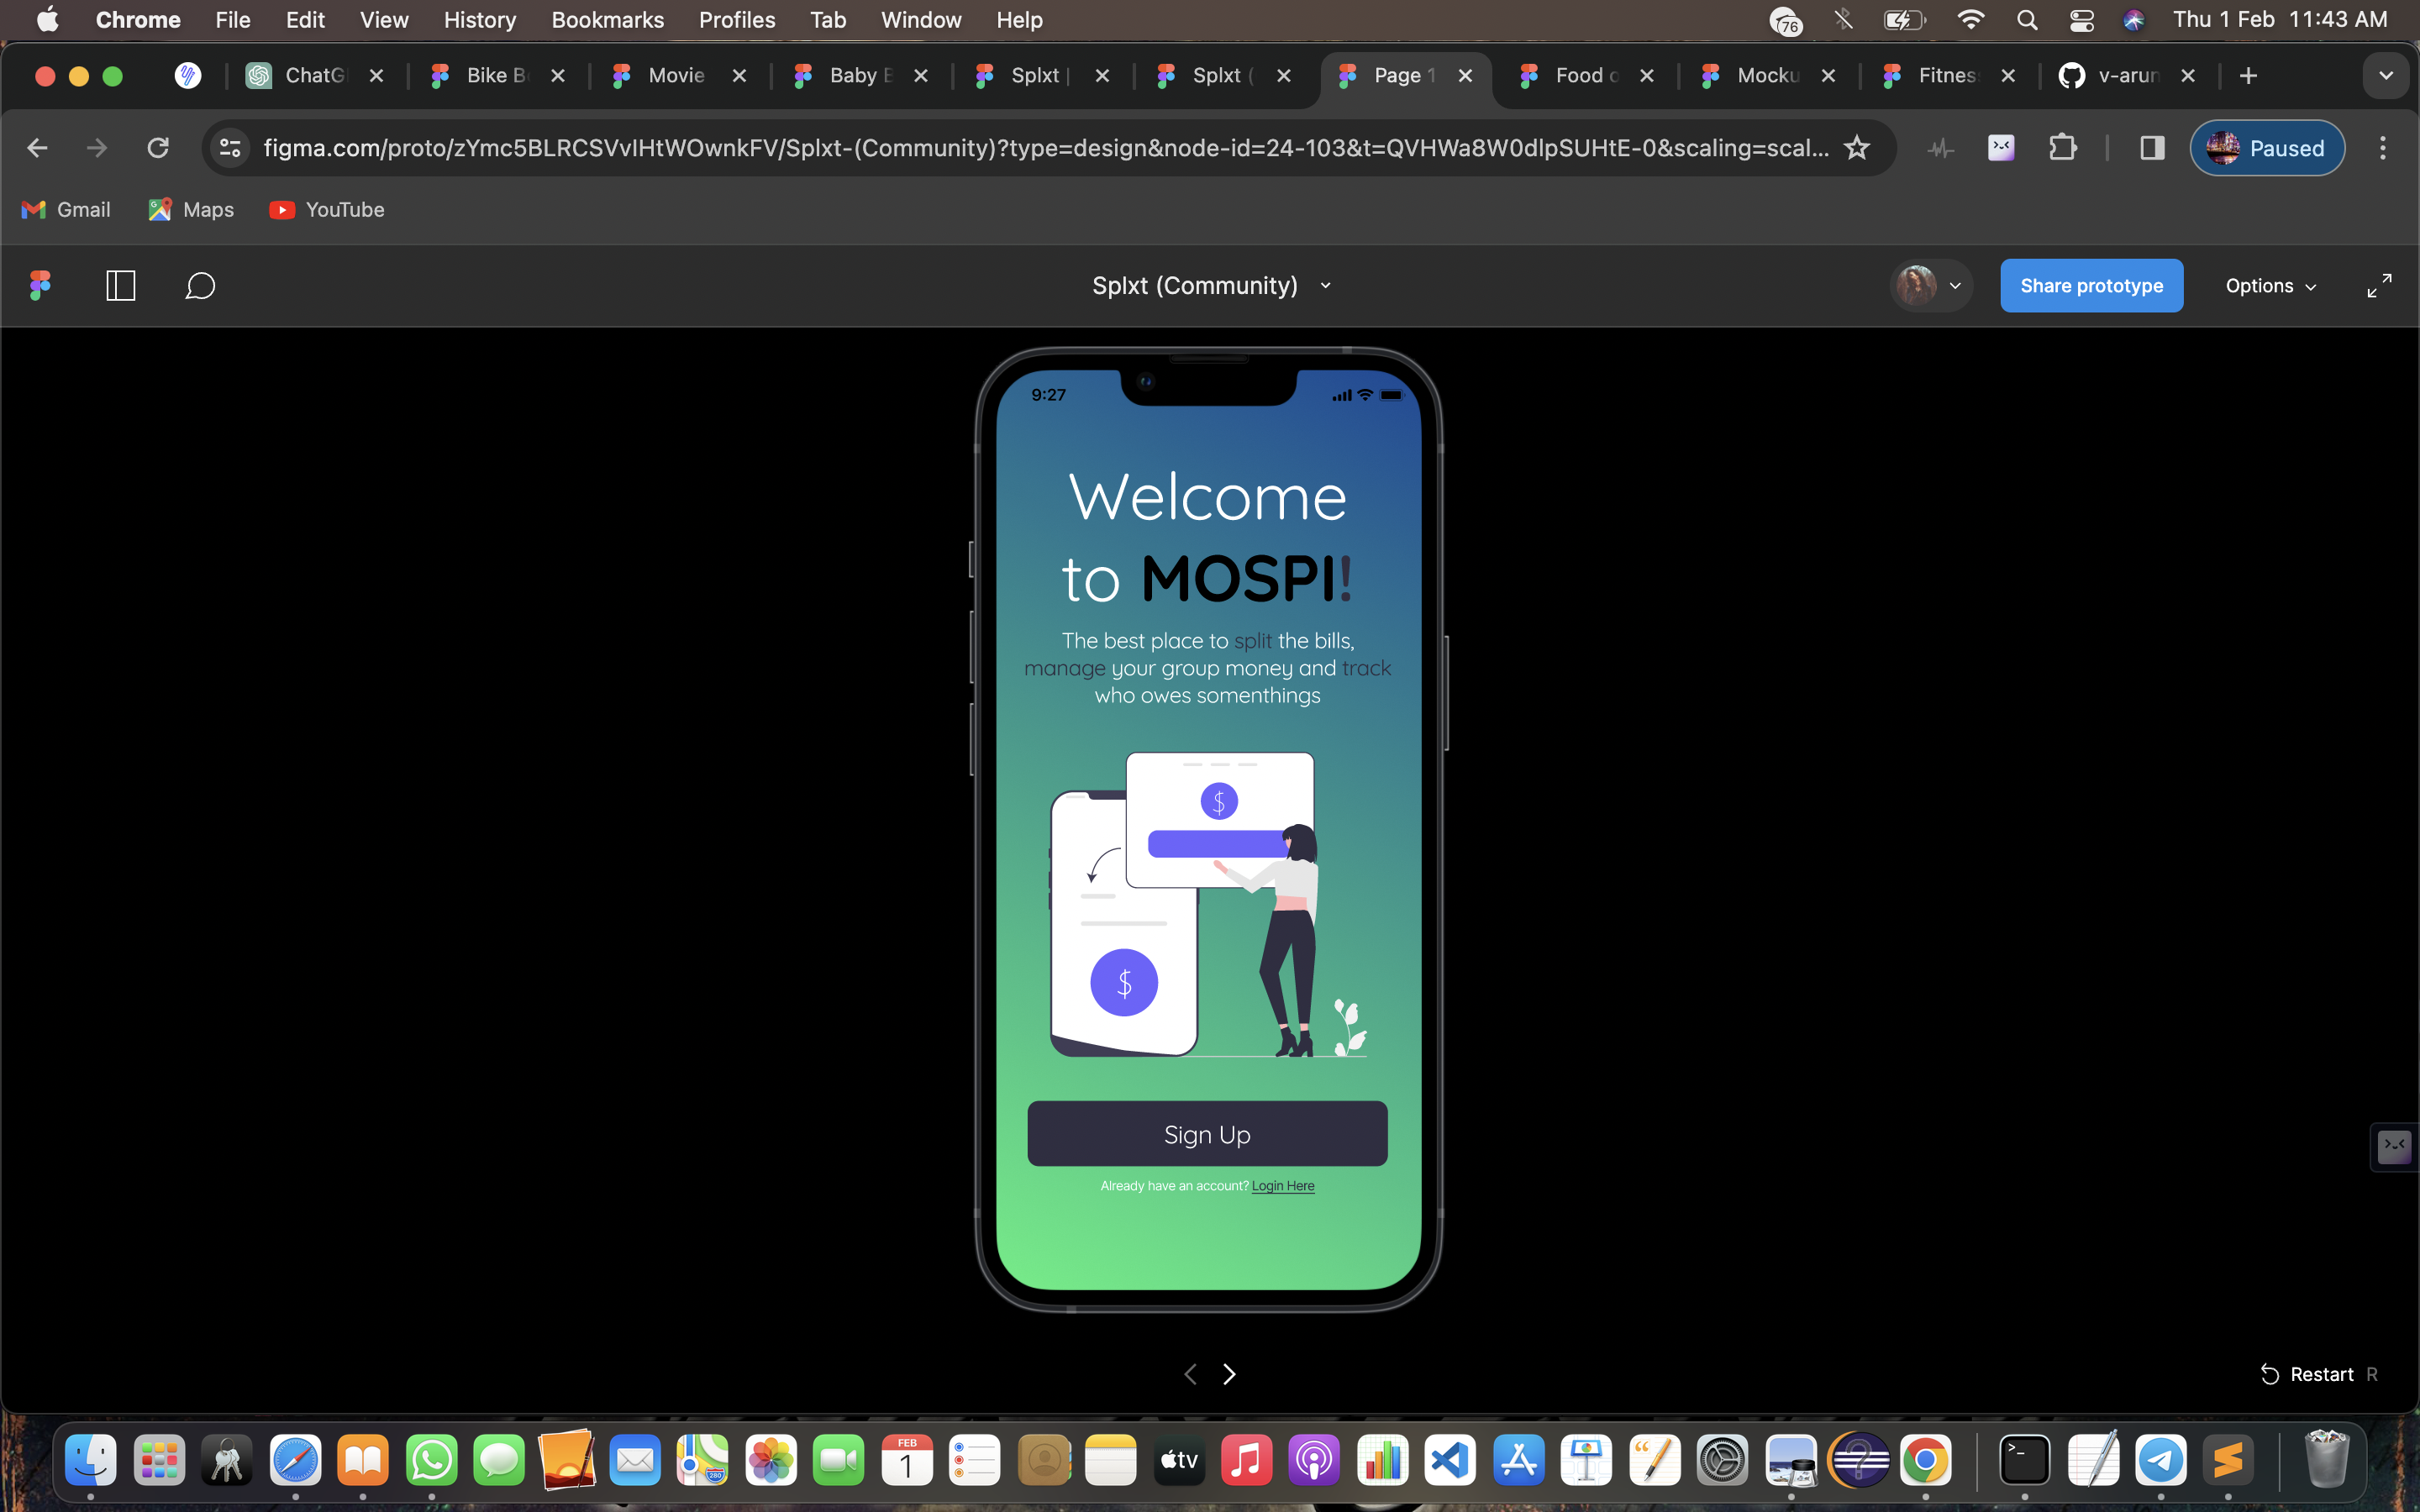 Chrome File Edit View History Bookmarks Profiles Tab Window Help 76 Thu 1 Feb 11:43 AM
ChatG Bike B Movie Baby B Splxt | Splxt ( Page 1 Food o Mocku Fitnes v-arun
figma.com/proto/zYmc5BLRCSVvIHtWOwnkFV/Splxt-(Community)?type=design&node-id=24-103&t=QVHWa8W0dlpSUHtE-0&scaling=scal... Paused
Gmail Maps YouTube
Splxt (Community) Share prototype Options
9:27
Welcome
to MOSPI!
The best place to split the bills,
manage your group money and track
who owes somenthings
$
$
Sign Up
Already have an account? Login Here
Restart R
FEB
1
tv
280